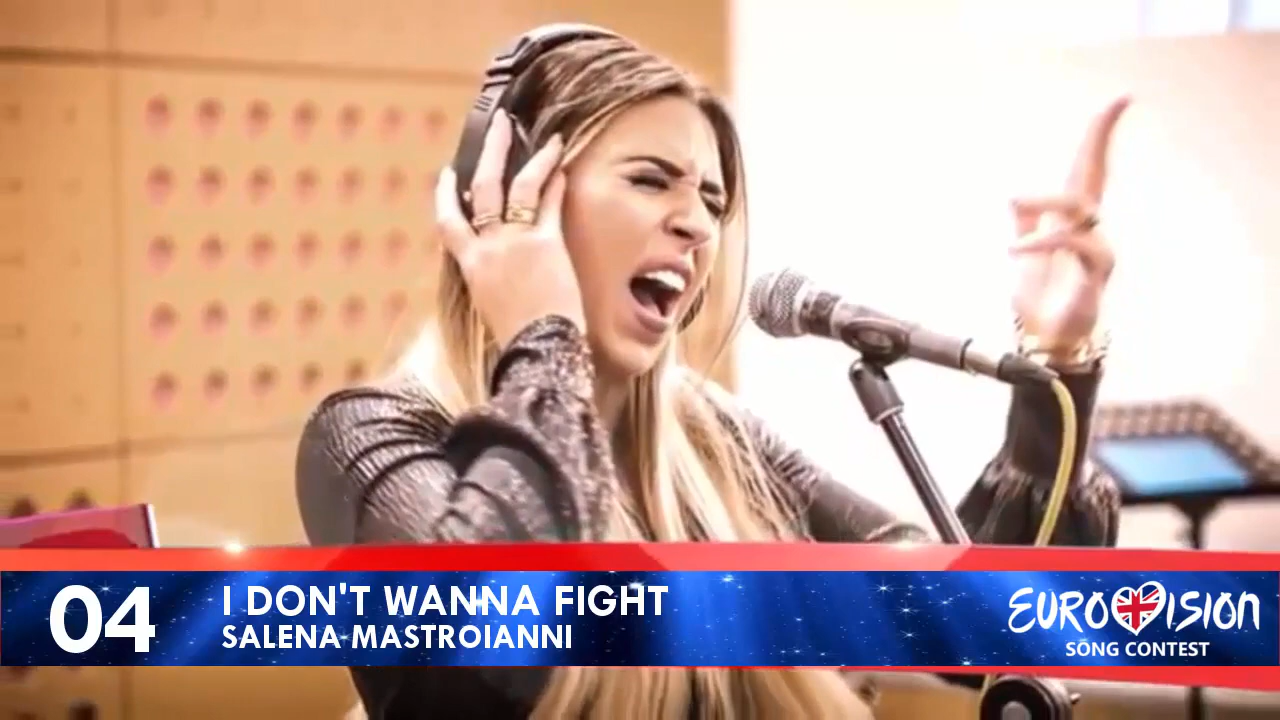 04
I DON'T WANNA FIGHT
SALENA MASTROIANNI
EUROVISION
SONG CONTEST